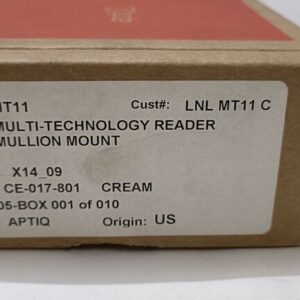 MT11 Cust#: LNL MT11 C
MULTI-TECHNOLOGY READER
MULLION MOUNT
X14_09
CE-017-801 CREAM
05-BOX 001 of 010
APTIQ Origin: US